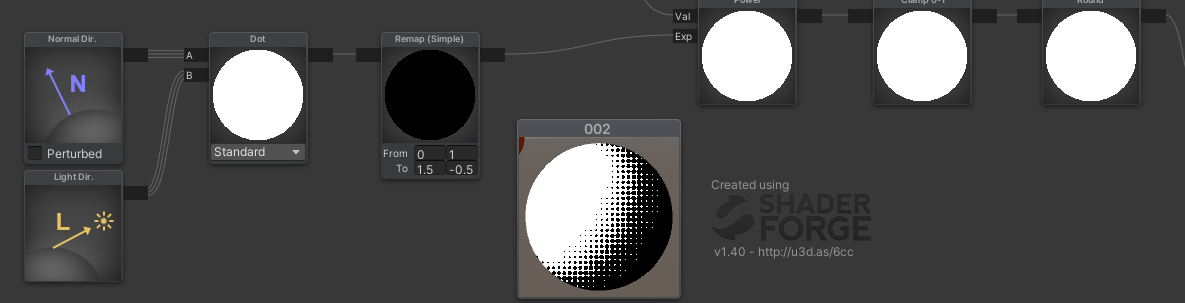 Power
Clamp 0-1
Round
Val
Exp
Normal Dir.
N
Perturbed
Dot
A
B
Standard
Remap (Simple)
From 0 1
To 1.5 -0.5
Light Dir.
L
002
Created using
SHADER
FORGE
v1.40 - http://u3d.as/6cc